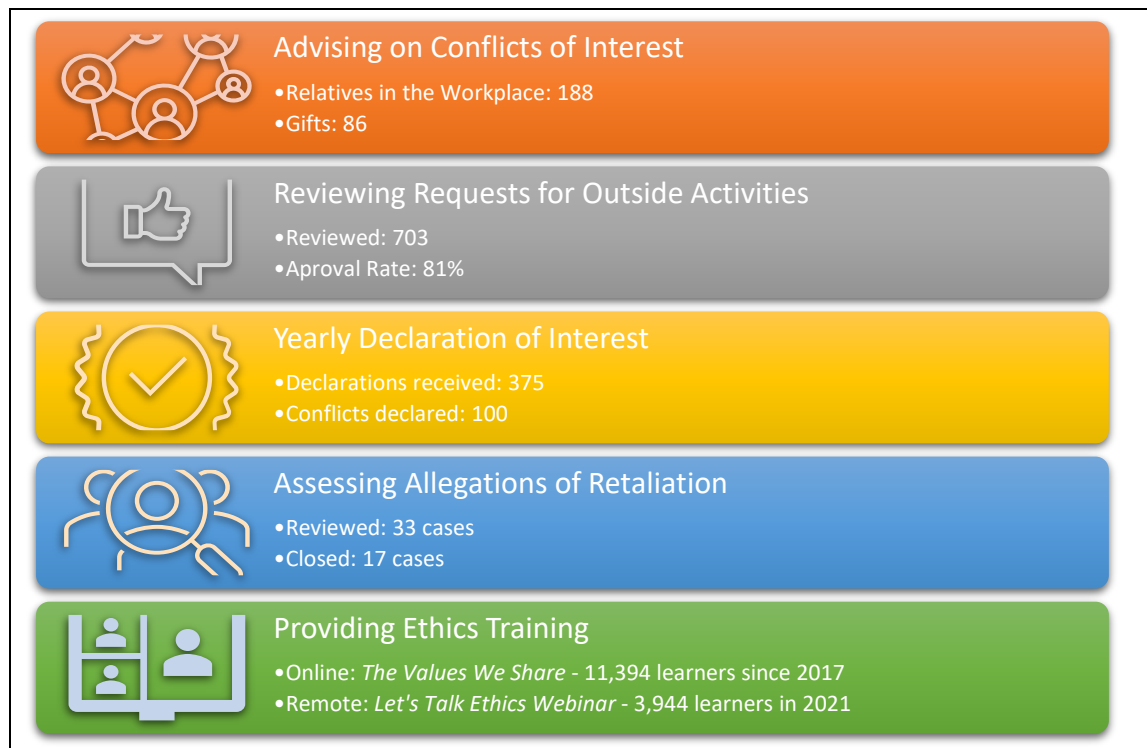 Advising on Conflicts of Interest
•Relatives in the Workplace: 188
•Gifts: 86
Reviewing Requests for Outside Activities
•Reviewed: 703
•Aproval Rate: 81%
Yearly Declaration of Interest
•Declarations received: 375
•Conflicts declared: 100
Assessing Allegations of Retaliation
•Reviewed: 33 cases
•Closed: 17 cases
Providing Ethics Training
•Online: The Values We Share - 11,394 learners since 2017
•Remote: Let's Talk Ethics Webinar - 3,944 learners in 2021